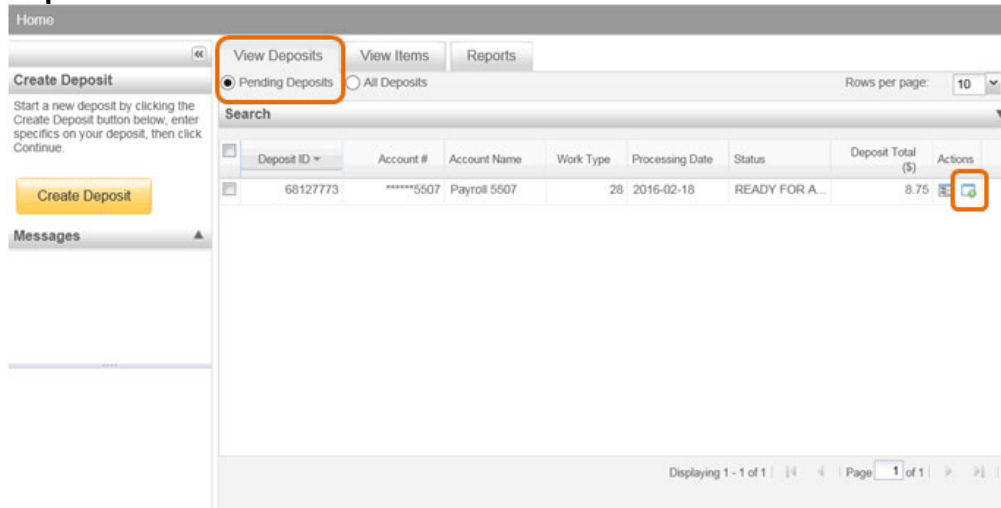 Home
View Deposits View Items Reports
Create Deposit
Pending Deposits All Deposits Rows per page: 10
Start a new deposit by clicking the
Create Deposit button below, enter
specifics on your deposit, then click
Continue.
Search
Deposit ID Account # Account Name Work Type Processing Date Status Deposit Total
($) Actions
68127773 ******5507 Payroll 5507 28 2016-02-18 READY FOR A... 8.75
Create Deposit
Messages
Displaying 1 - 1 of 1 Page 1 of 1